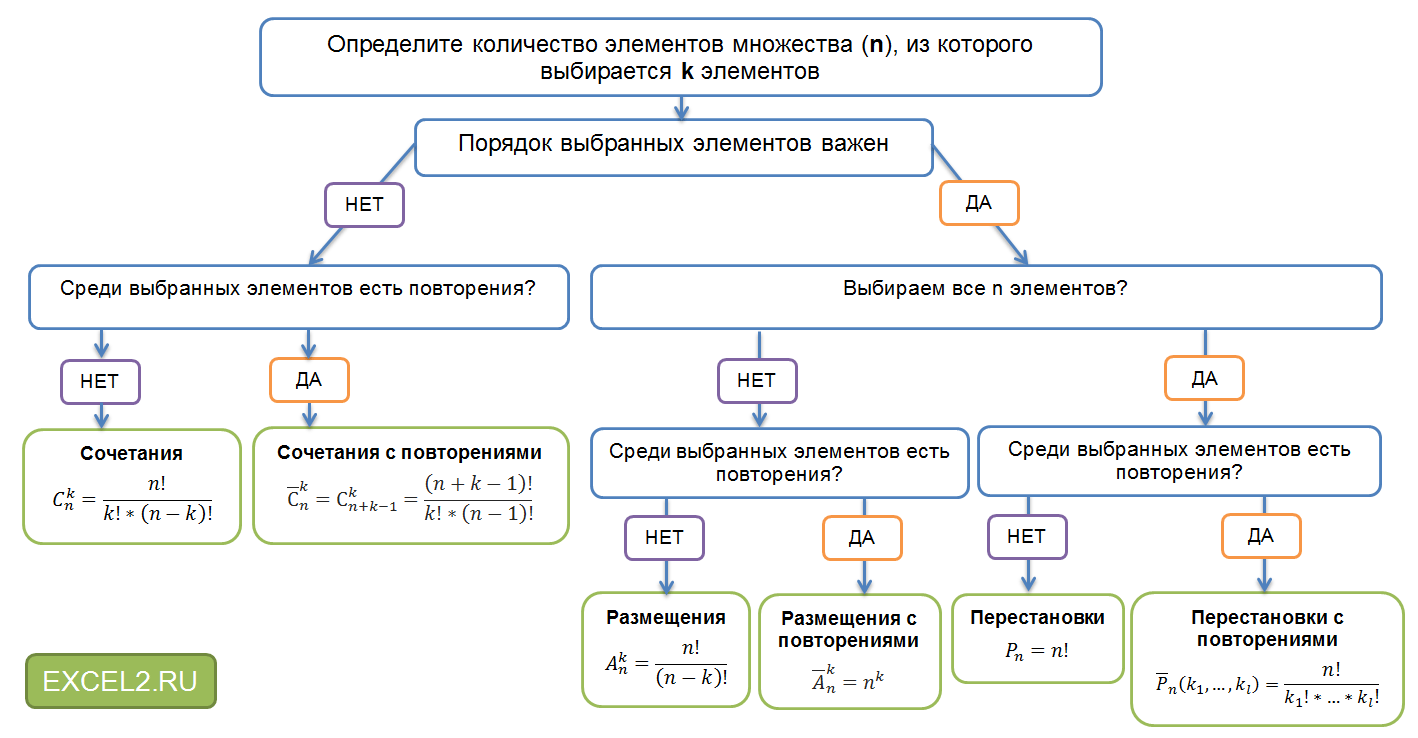 Определите количество элементов множества (n), из которого
выбирается k элементов
Порядок выбранных элементов важен
НЕТ
ДА
Среди выбранных элементов есть повторения?
Выбираем все n элементов?
НЕТ
ДА
НЕТ
ДА
Сочетания
C_n^k = n! / (k! * (n − k)!)
Сочетания с повторениями
C̅_n^k = C_{n+k−1}^k = (n + k − 1)! / (k! * (n − 1)!)
Среди выбранных элементов есть
повторения?
Среди выбранных элементов есть
повторения?
НЕТ
ДА
НЕТ
ДА
Размещения
A_n^k = n! / (n − k)!
Размещения с
повторениями
A̅_n^k = n^k
Перестановки
P_n = n!
Перестановки с
повторениями
P̅_n(k_1, …, k_l) = n! / (k_1! * … * k_l!)
EXCEL2.RU